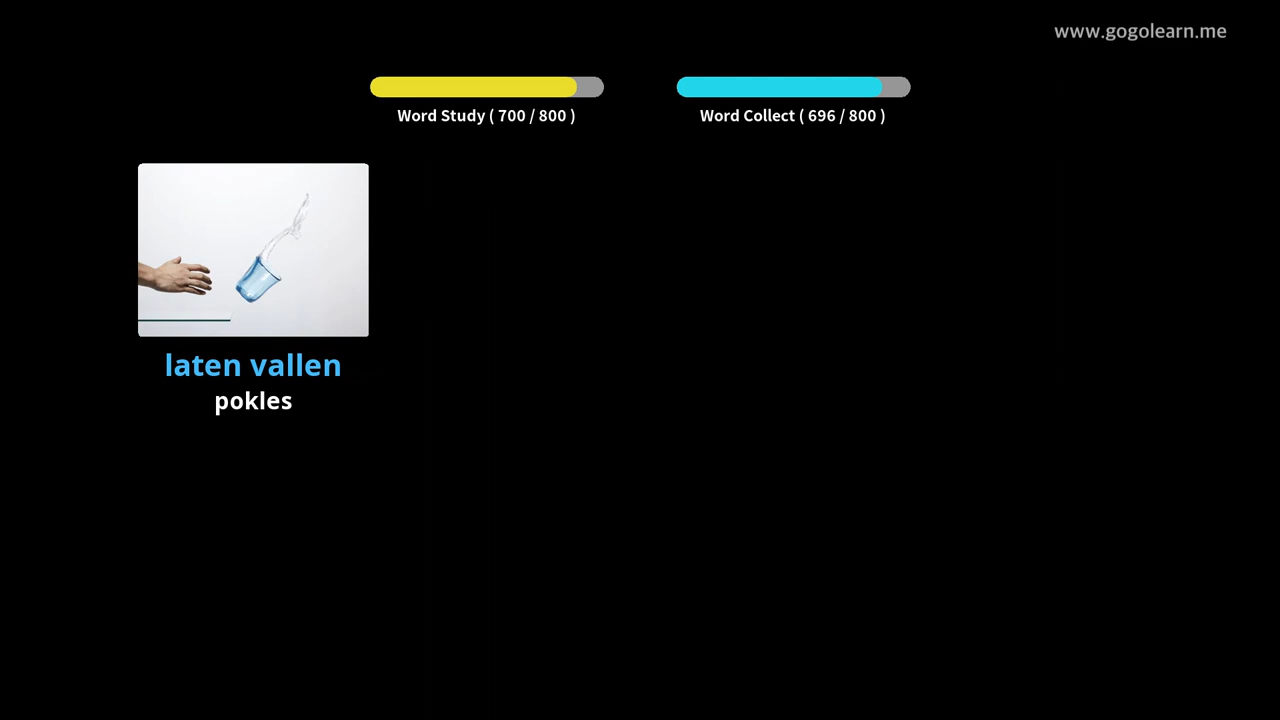 www.gogolearn.me
Word Study ( 700 / 800 )
Word Collect ( 696 / 800 )
laten vallen
pokles